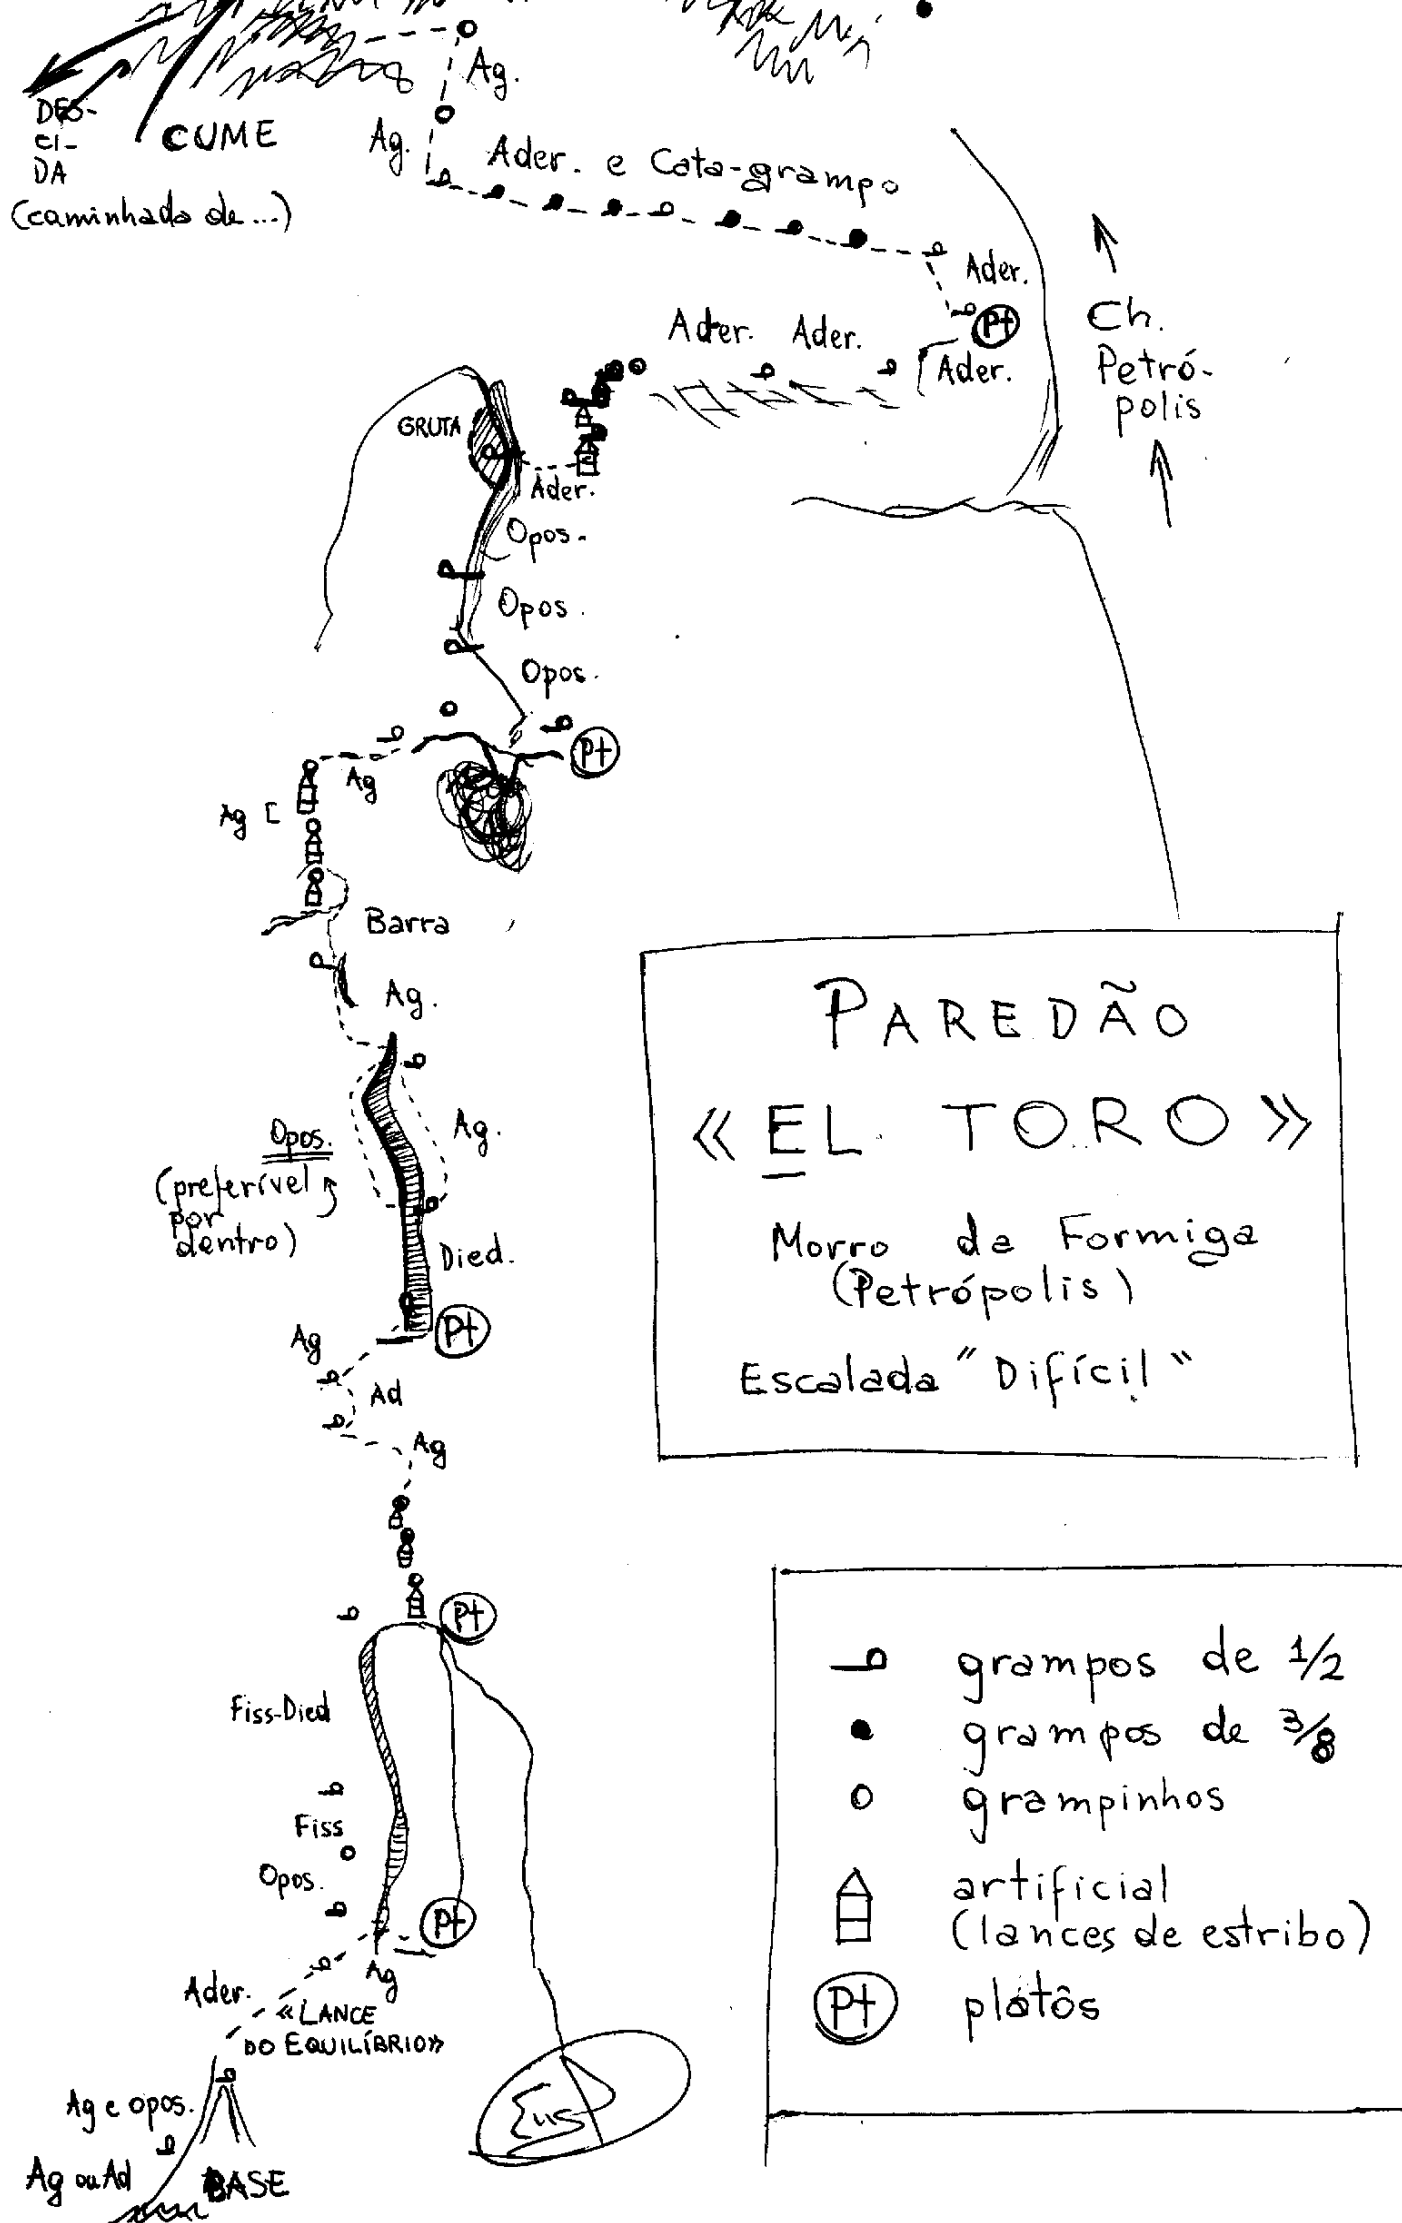 Ag.
DES-
CI-
DA
CUME
(caminhada de...)
Ag.
Ader. e Cata-grampo
Ader.
Pt
Ader. Ader.
Ader.
Ch.
Petró-
polis
GRUTA
Ader.
Opos.
Opos.
Opos.
Pt
Ag
Ag [
Barra
Ag.
Opos.
(preferível
por
dentro)
Ag.
Died.
Pt
Ag
Ad
Ag
Pt
Fiss-Died
Fiss
Opos.
Pt
Ag
Ader.
«LANCE
DO EQUILÍBRIO»
Ag e opos.
Ag ou Ad
BASE
PAREDÃO
«EL TORO»
Morro da Formiga
(Petrópolis)
Escalada "Difícil"
grampos de 1/2
grampos de 3/8
grampinhos
artificial
(lances de estribo)
Pt platôs